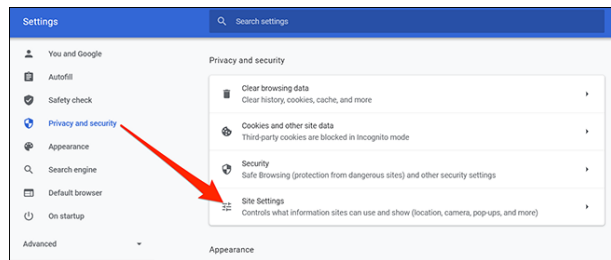 Settings
Search settings
You and Google
Autofill
Safety check
Privacy and security
Appearance
Search engine
Default browser
On startup
Advanced
Privacy and security
Clear browsing data
Clear history, cookies, cache, and more
Cookies and other site data
Third-party cookies are blocked in Incognito mode
Security
Safe Browsing (protection from dangerous sites) and other security settings
Site Settings
Controls what information sites can use and show (location, camera, pop-ups, and more)
Appearance